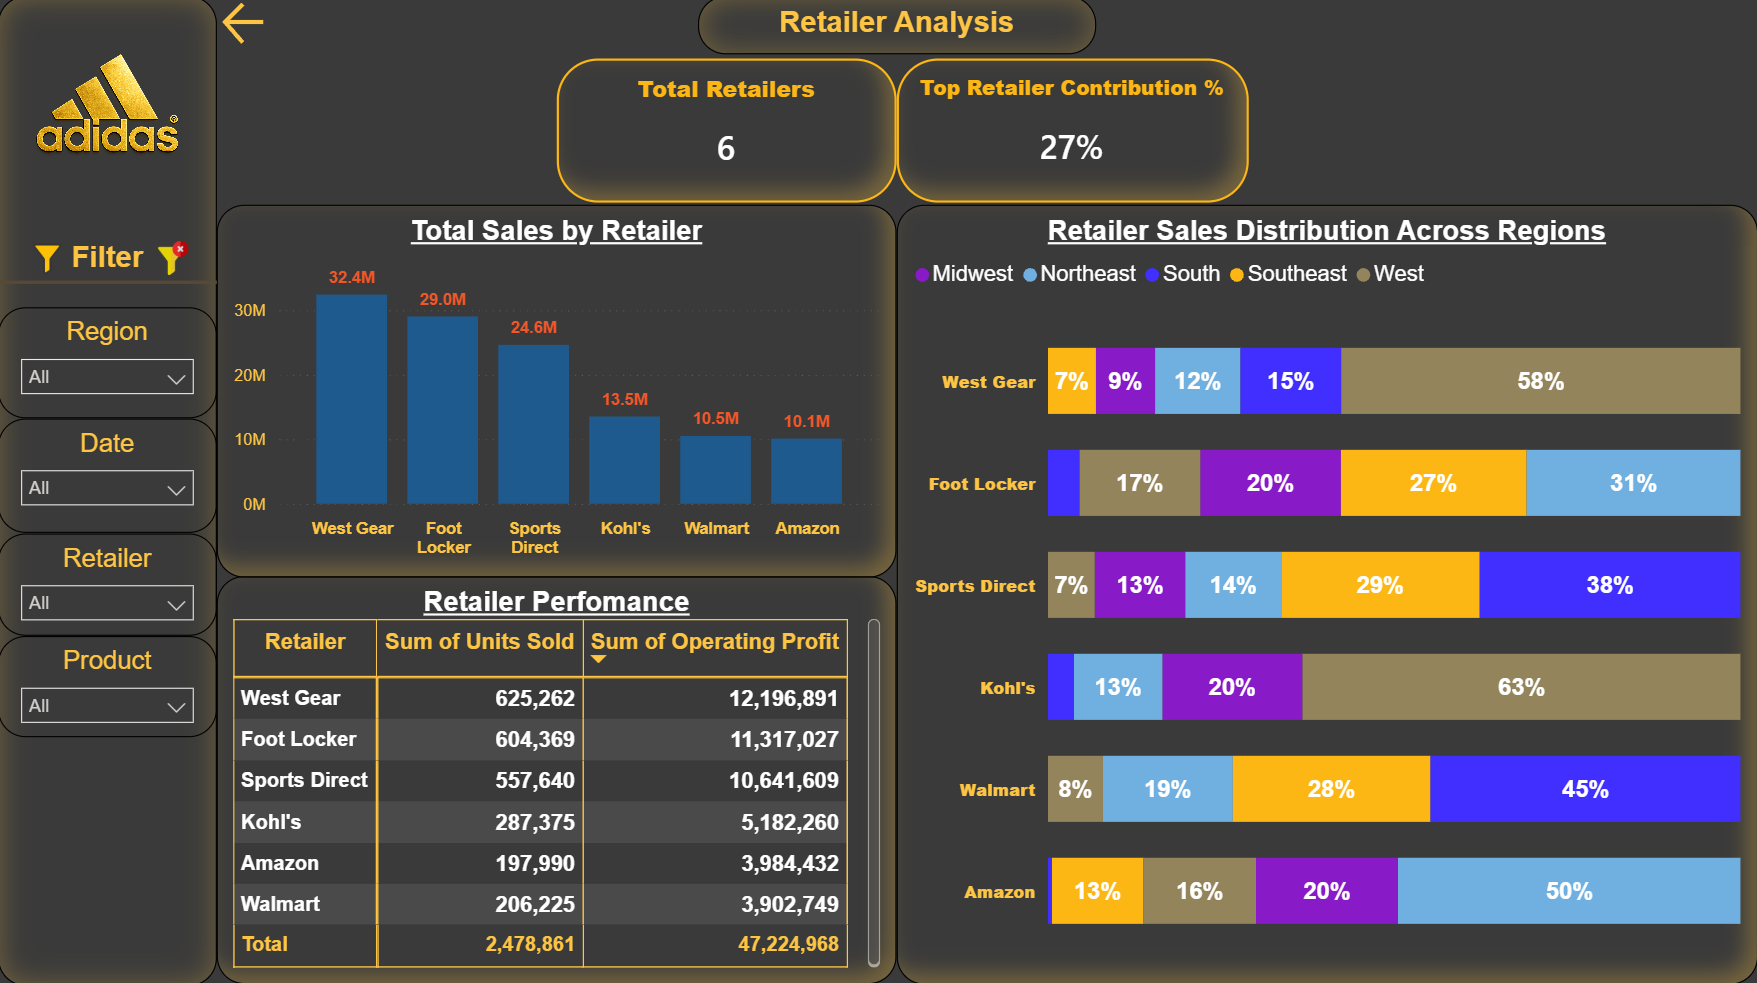 Retailer Analysis
adidas
®
Total Retailers
6
Top Retailer Contribution %
27%
Filter
Region
All
Date
All
Retailer
All
Product
All
Total Sales by Retailer
30M
20M
10M
0M
32.4M
29.0M
24.6M
13.5M
10.5M
10.1M
West Gear
Foot
Locker
Sports
Direct
Kohl's
Walmart
Amazon
Retailer Perfomance
Retailer Sum of Units Sold Sum of Operating Profit
West Gear 625,262 12,196,891
Foot Locker 604,369 11,317,027
Sports Direct 557,640 10,641,609
Kohl's 287,375 5,182,260
Amazon 197,990 3,984,432
Walmart 206,225 3,902,749
Total 2,478,861 47,224,968
Retailer Sales Distribution Across Regions
Midwest Northeast South Southeast West
West Gear 7% 9% 12% 15% 58%
Foot Locker 17% 20% 27% 31%
Sports Direct 7% 13% 14% 29% 38%
Kohl's 13% 20% 63%
Walmart 8% 19% 28% 45%
Amazon 13% 16% 20% 50%